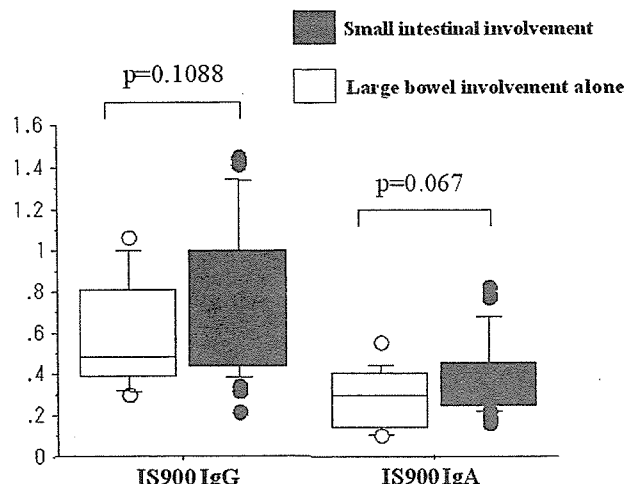 Small intestinal involvement
p=0.1088
Large bowel involvement alone
1.6
1.4
p=0.067
1.2
1
.8
.6
.4
.2
0
IS900 IgG
IS900 IgA